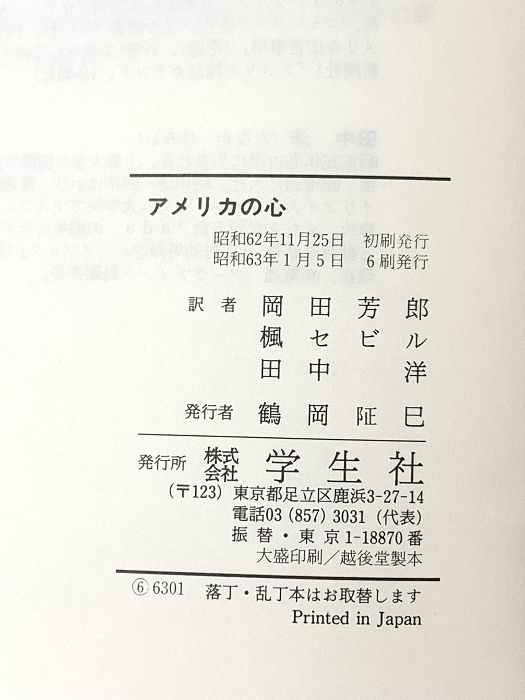 アメリカの心
昭和62年11月25日 初刷発行
昭和63年1月5日 6刷発行
訳者 岡田芳郎
楓セビル
田中洋
発行者 鶴岡阷巳
発行所 株式会社 学生社
(〒123) 東京都足立区鹿浜3-27-14
電話03 (857) 3031 (代表)
振替・東京1-18870番
大盛印刷／越後堂製本
⑥ 6301 落丁・乱丁本はお取替します
Printed in Japan